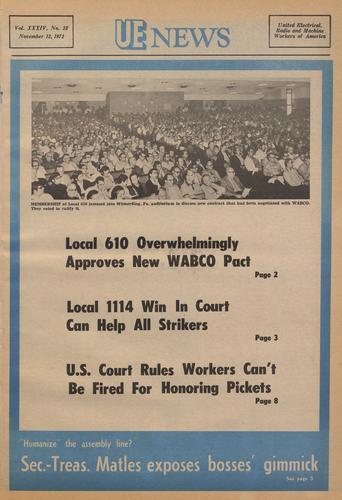 Vol. XXXIV, No. 23
November 13, 1972
UE NEWS
United Electrical,
Radio and Machine
Workers of America
MEMBERSHIP of Local 610 jammed into Wilmerding, Pa. auditorium to discuss new contract that had been negotiated with WABCO.
They voted to ratify it.
Local 610 Overwhelmingly
Approves New WABCO Pact
Page 2
Local 1114 Win In Court
Can Help All Strikers
Page 3
U.S. Court Rules Workers Can't
Be Fired For Honoring Pickets
Page 8
'Humanize' the assembly line?
Sec.-Treas. Matles exposes bosses' gimmick
See page 5